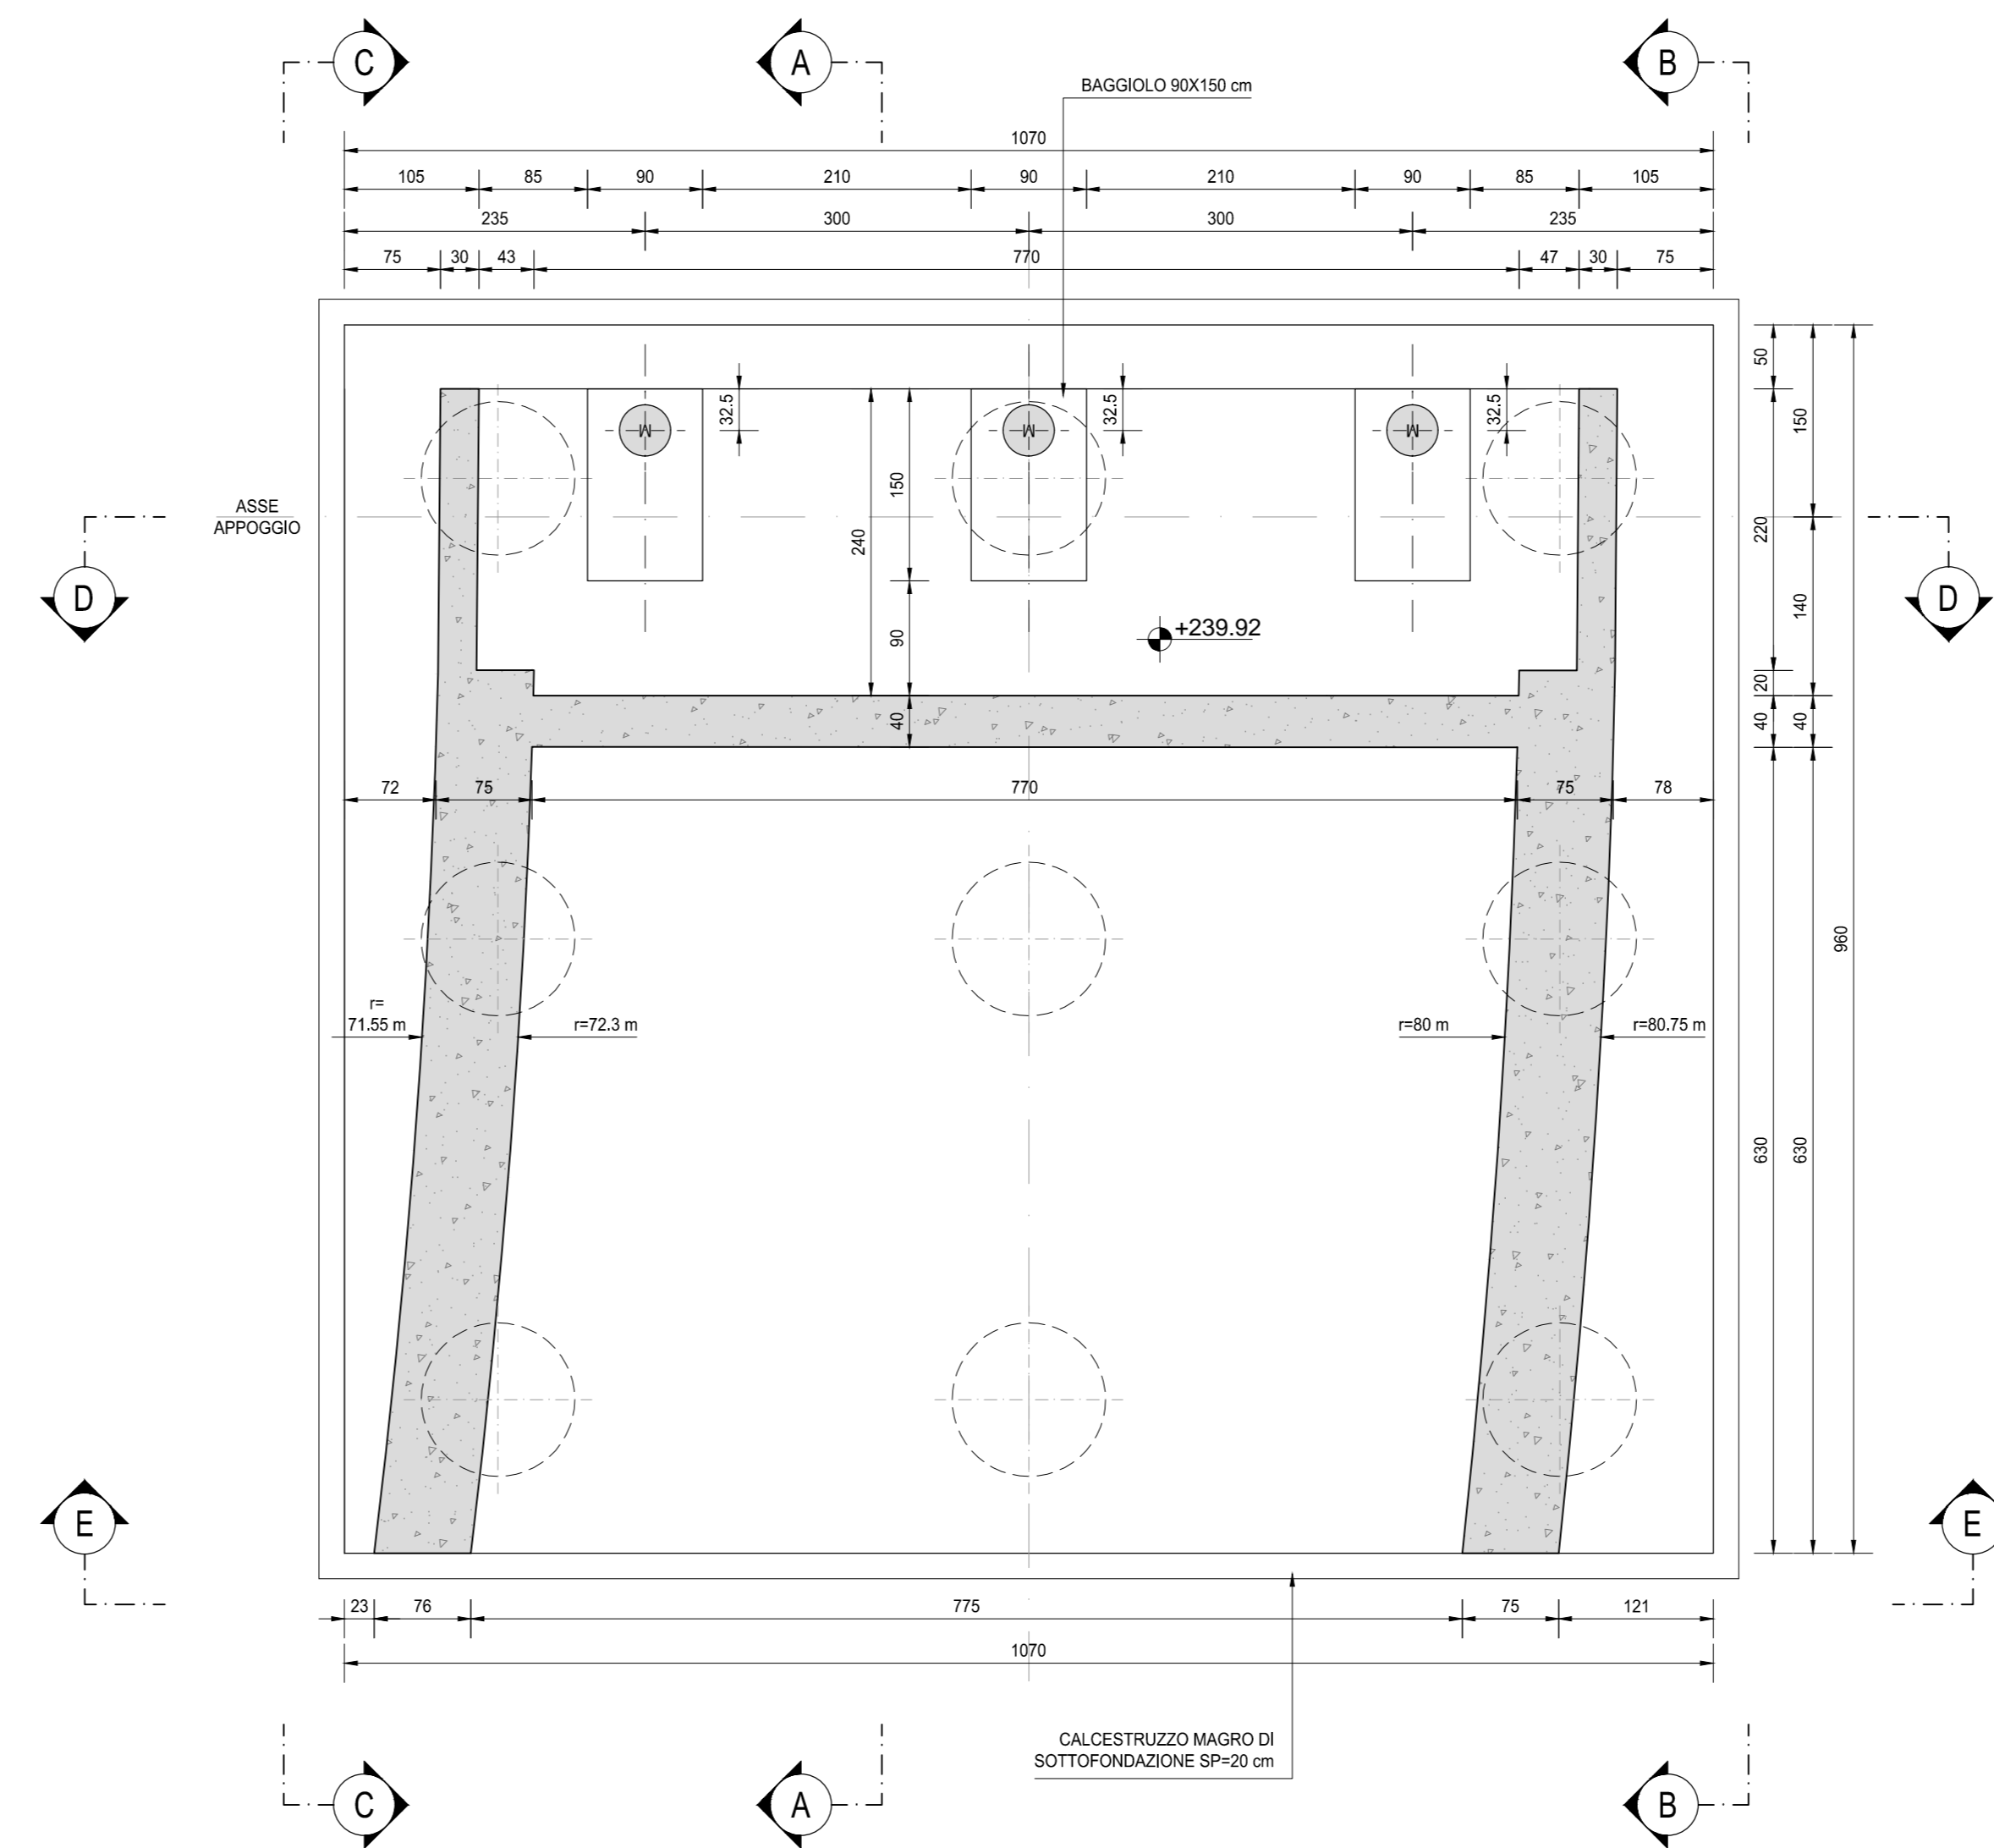 C
A
B
BAGGIOLO 90X150 cm
1070
105
85
90
210
90
210
90
85
105
235
300
300
235
75
30
43
770
47
30
75
32.5
32.5
32.5
M
M
M
50
150
220
150
240
ASSE
APPOGGIO
D
D
140
90
+239.92
20
40
40
40
72
75
770
75
78
960
r=
71.55 m
r=72.3 m
r=80 m
r=80.75 m
630
630
E
E
23
76
775
75
121
1070
CALCESTRUZZO MAGRO DI
SOTTOFONDAZIONE SP=20 cm
C
A
B